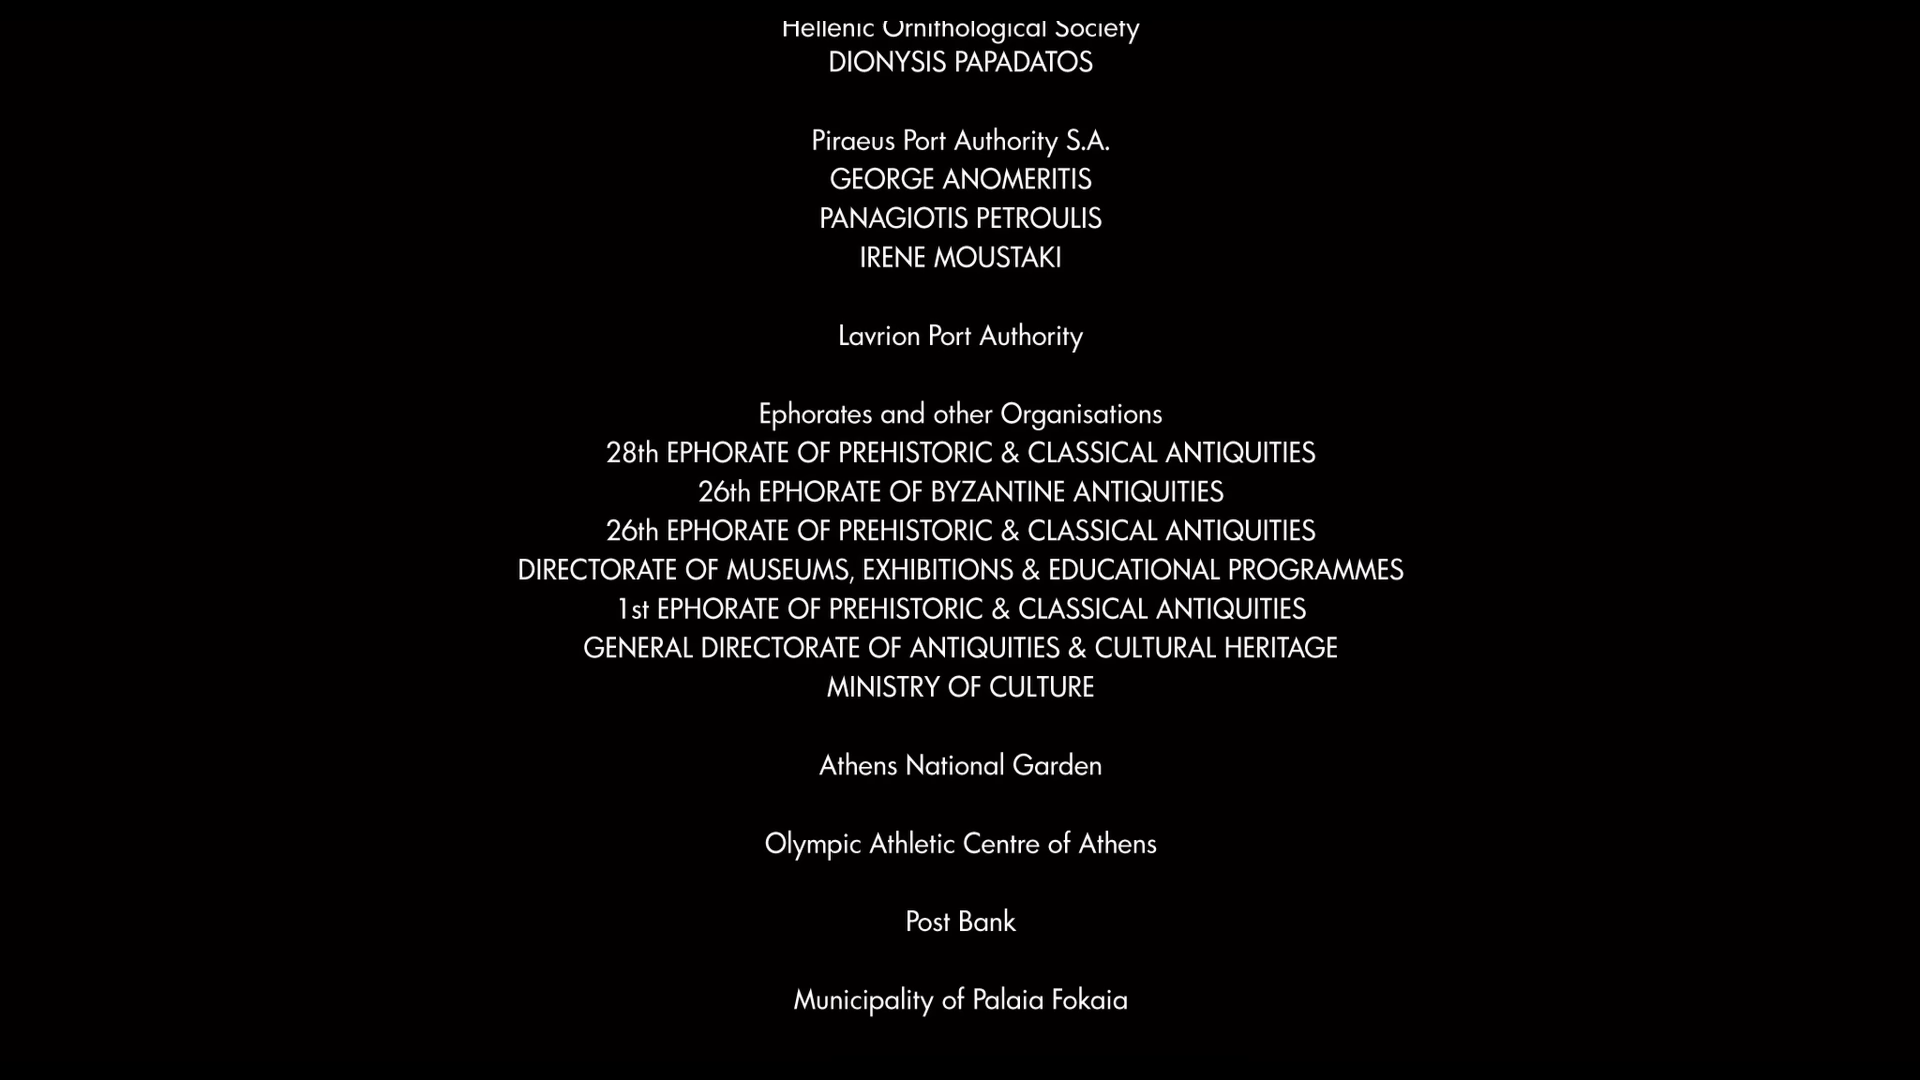 Hellenic Ornithological Society
DIONYSIS PAPADATOS
Piraeus Port Authority S.A.
GEORGE ANOMERITIS
PANAGIOTIS PETROULIS
IRENE MOUSTAKI
Lavrion Port Authority
Ephorates and other Organisations
28th EPHORATE OF PREHISTORIC & CLASSICAL ANTIQUITIES
26th EPHORATE OF BYZANTINE ANTIQUITIES
26th EPHORATE OF PREHISTORIC & CLASSICAL ANTIQUITIES
DIRECTORATE OF MUSEUMS, EXHIBITIONS & EDUCATIONAL PROGRAMMES
1st EPHORATE OF PREHISTORIC & CLASSICAL ANTIQUITIES
GENERAL DIRECTORATE OF ANTIQUITIES & CULTURAL HERITAGE
MINISTRY OF CULTURE
Athens National Garden
Olympic Athletic Centre of Athens
Post Bank
Municipality of Palaia Fokaia